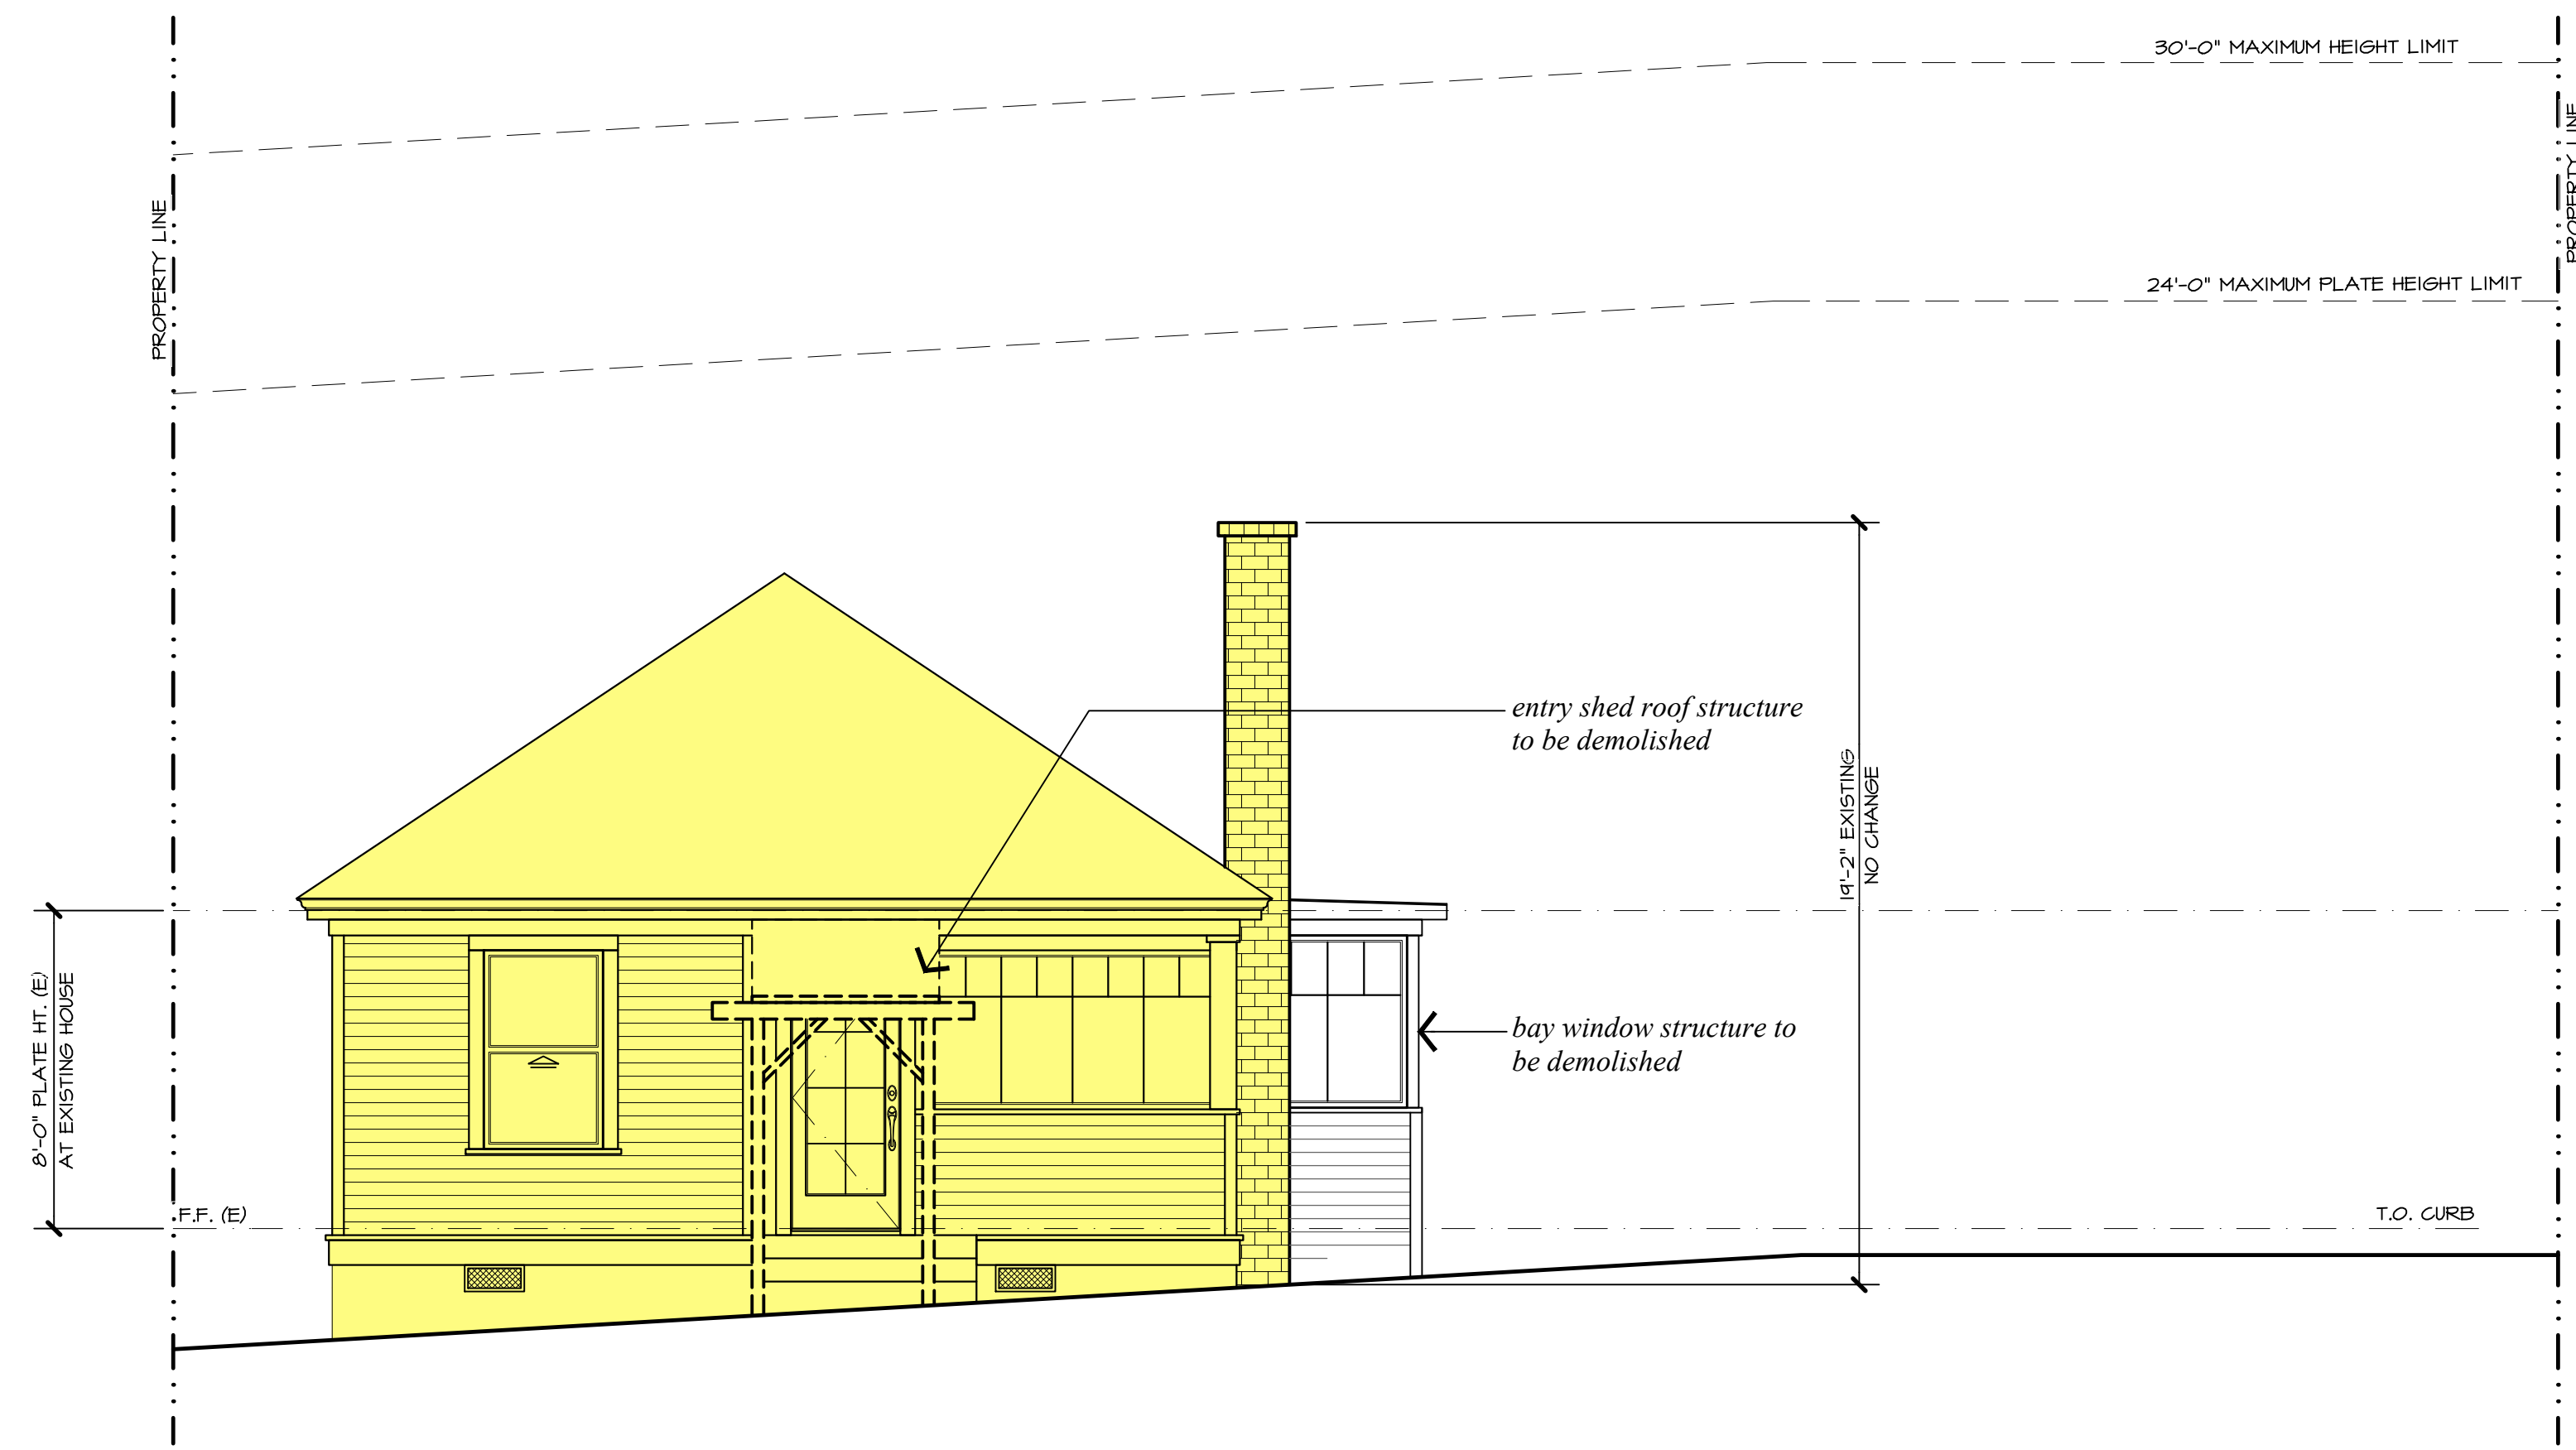 30'-0" MAXIMUM HEIGHT LIMIT
PROPERTY LINE
PROPERTY LINE
24'-0" MAXIMUM PLATE HEIGHT LIMIT
entry shed roof structure
to be demolished
19'-2" EXISTING
NO CHANGE
8'-0" PLATE HT. (E)
AT EXISTING HOUSE
bay window structure to
be demolished
F.F. (E)
T.O. CURB